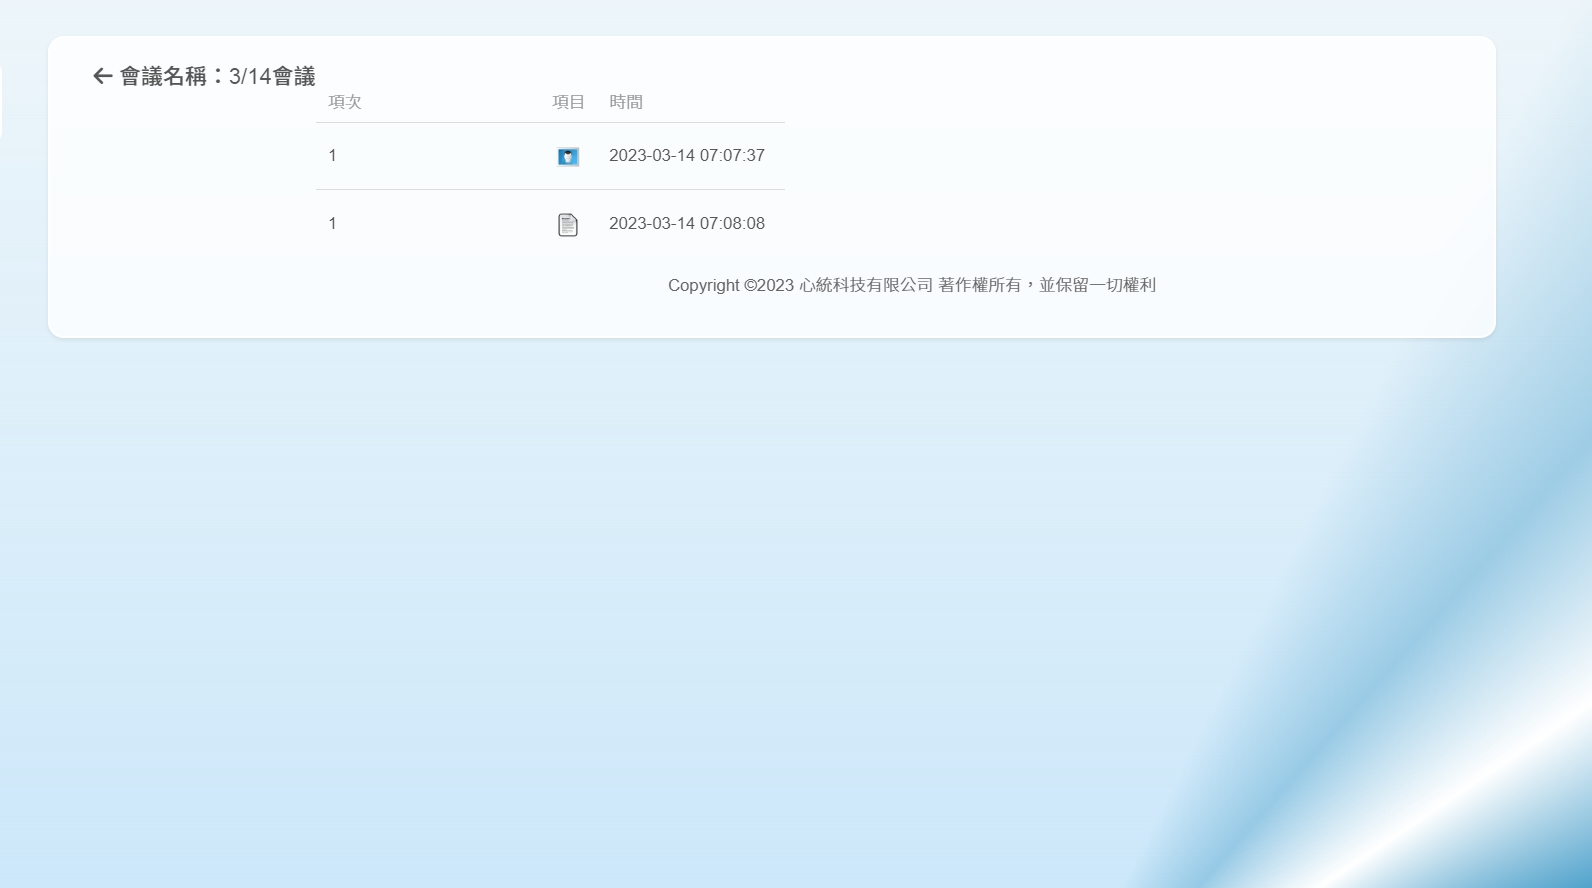 會議名稱：3/14會議
項次 項目 時間
1 2023-03-14 07:07:37
1 2023-03-14 07:08:08
Copyright ©2023 心統科技有限公司 著作權所有，並保留一切權利